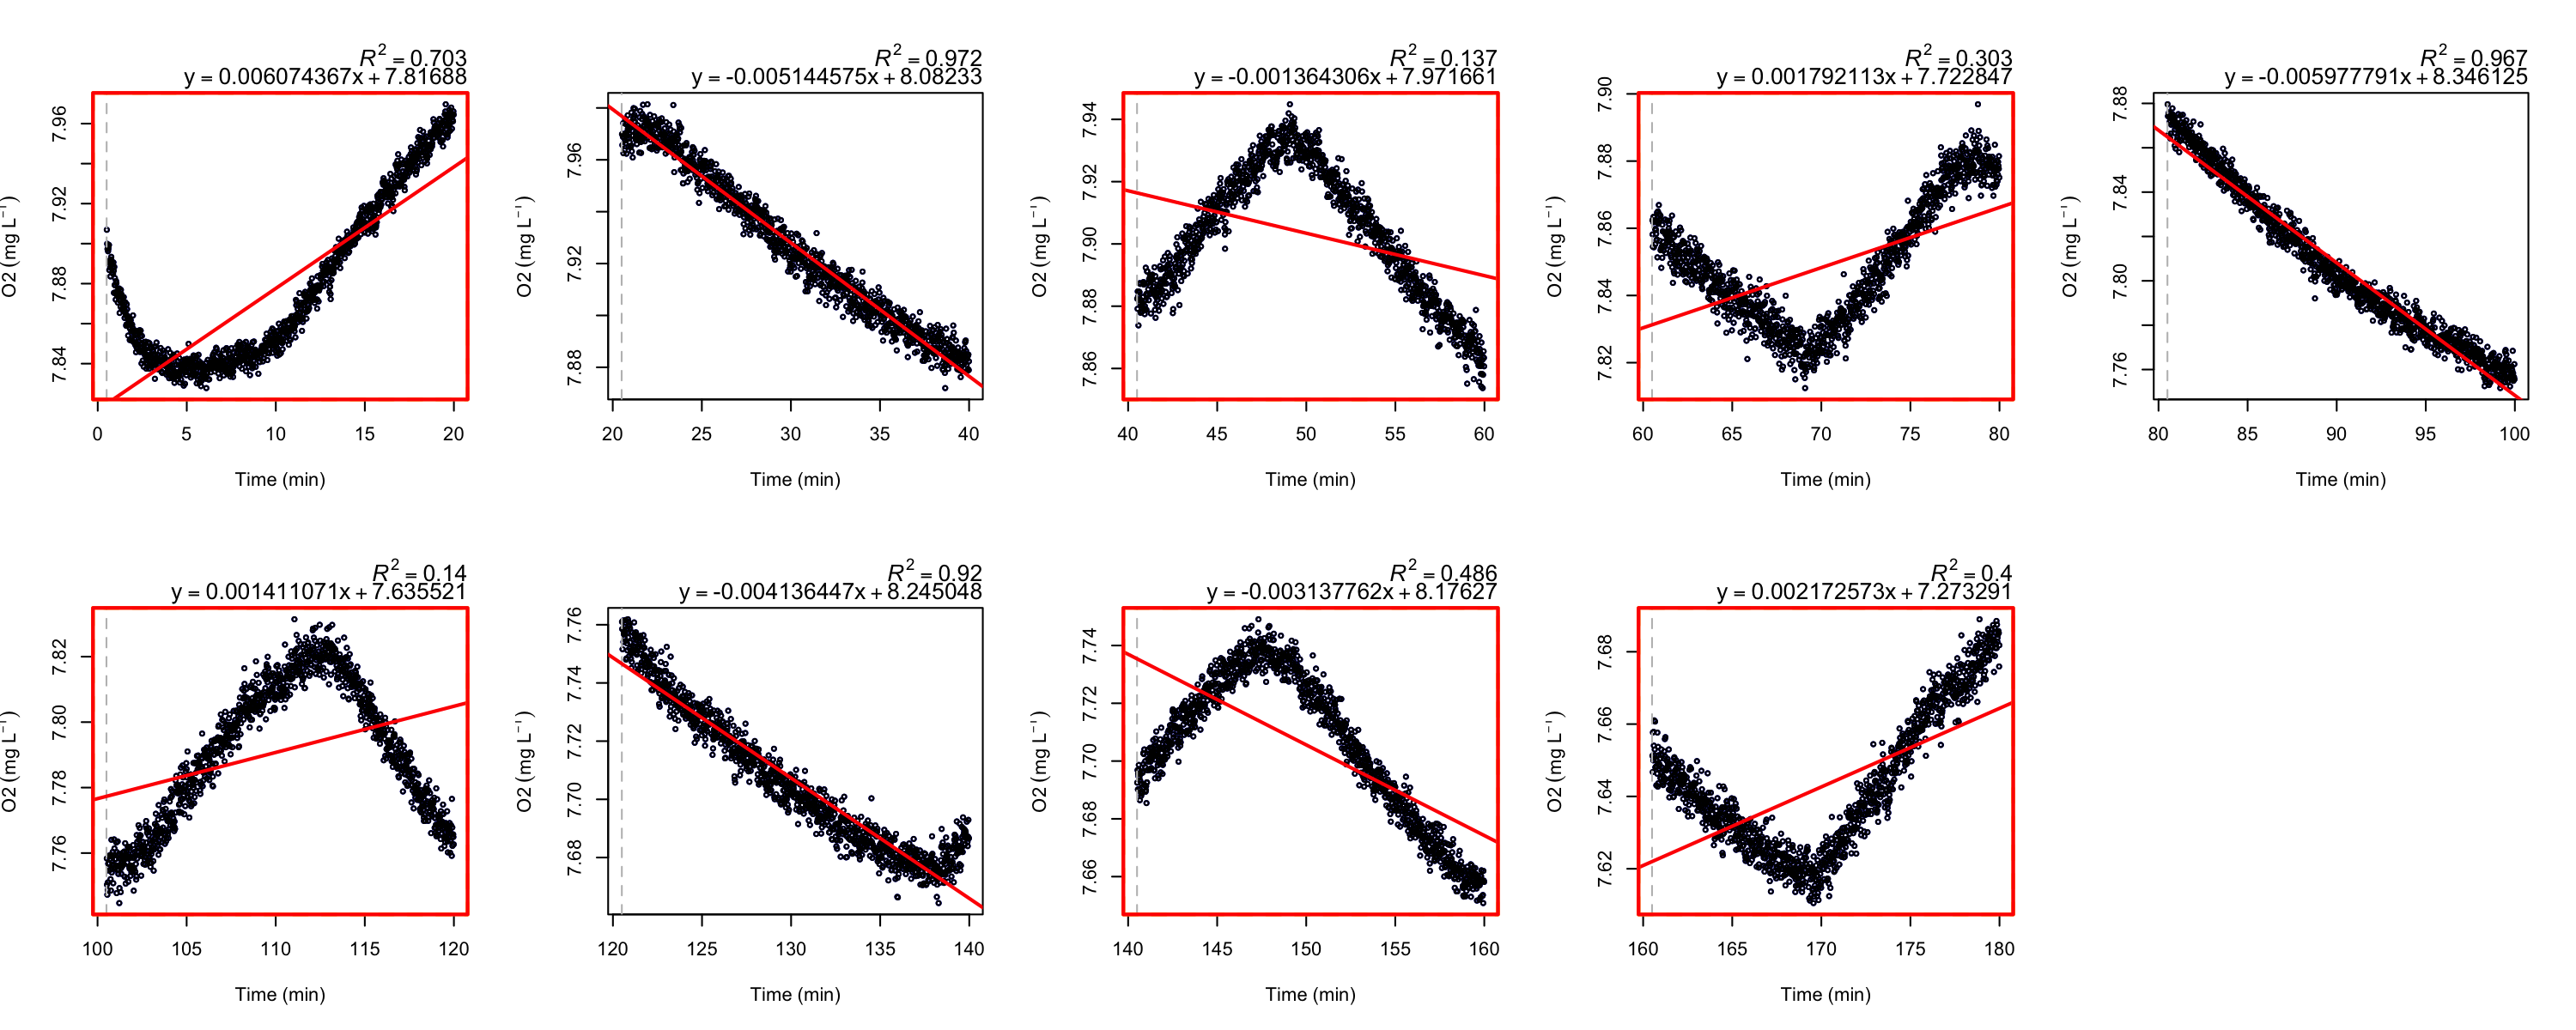 R² = 0.703
y = 0.006074367x + 7.81688
O2 (mg L⁻¹)
7.84 7.88 7.92 7.96
0 5 10 15 20
Time (min)
R² = 0.972
y = -0.005144575x + 8.08233
O2 (mg L⁻¹)
7.88 7.92 7.96
20 25 30 35 40
Time (min)
R² = 0.137
y = -0.001364306x + 7.971661
O2 (mg L⁻¹)
7.86 7.88 7.90 7.92 7.94
40 45 50 55 60
Time (min)
R² = 0.303
y = 0.001792113x + 7.722847
O2 (mg L⁻¹)
7.82 7.84 7.86 7.88 7.90
60 65 70 75 80
Time (min)
R² = 0.967
y = -0.005977791x + 8.346125
O2 (mg L⁻¹)
7.76 7.80 7.84 7.88
80 85 90 95 100
Time (min)
R² = 0.14
y = 0.001411071x + 7.635521
O2 (mg L⁻¹)
7.76 7.78 7.80 7.82
100 105 110 115 120
Time (min)
R² = 0.92
y = -0.004136447x + 8.245048
O2 (mg L⁻¹)
7.68 7.70 7.72 7.74 7.76
120 125 130 135 140
Time (min)
R² = 0.486
y = -0.003137762x + 8.17627
O2 (mg L⁻¹)
7.66 7.68 7.70 7.72 7.74
140 145 150 155 160
Time (min)
R² = 0.4
y = 0.002172573x + 7.273291
O2 (mg L⁻¹)
7.62 7.64 7.66 7.68
160 165 170 175 180
Time (min)